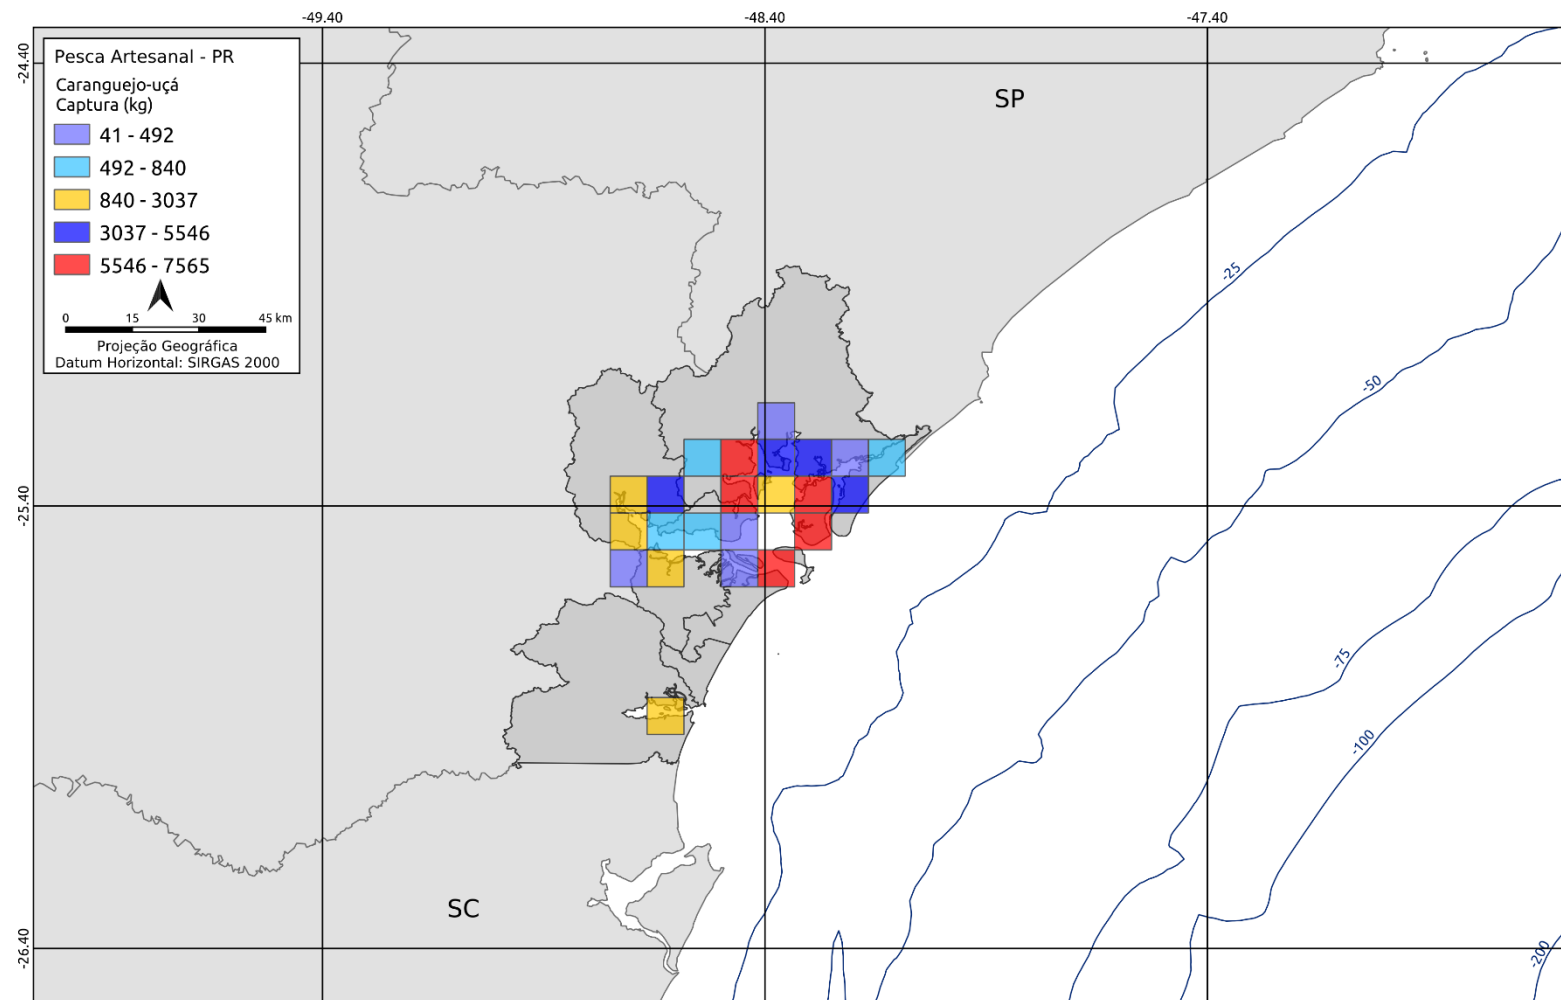 -49.40
-48.40
-47.40
-24.40
-25.40
-26.40
Pesca Artesanal - PR
Caranguejo-uçá
Captura (kg)
41 - 492
492 - 840
840 - 3037
3037 - 5546
5546 - 7565
0 15 30 45 km
Projeção Geográfica
Datum Horizontal: SIRGAS 2000
SP
SC
-25
-50
-75
-100
-200